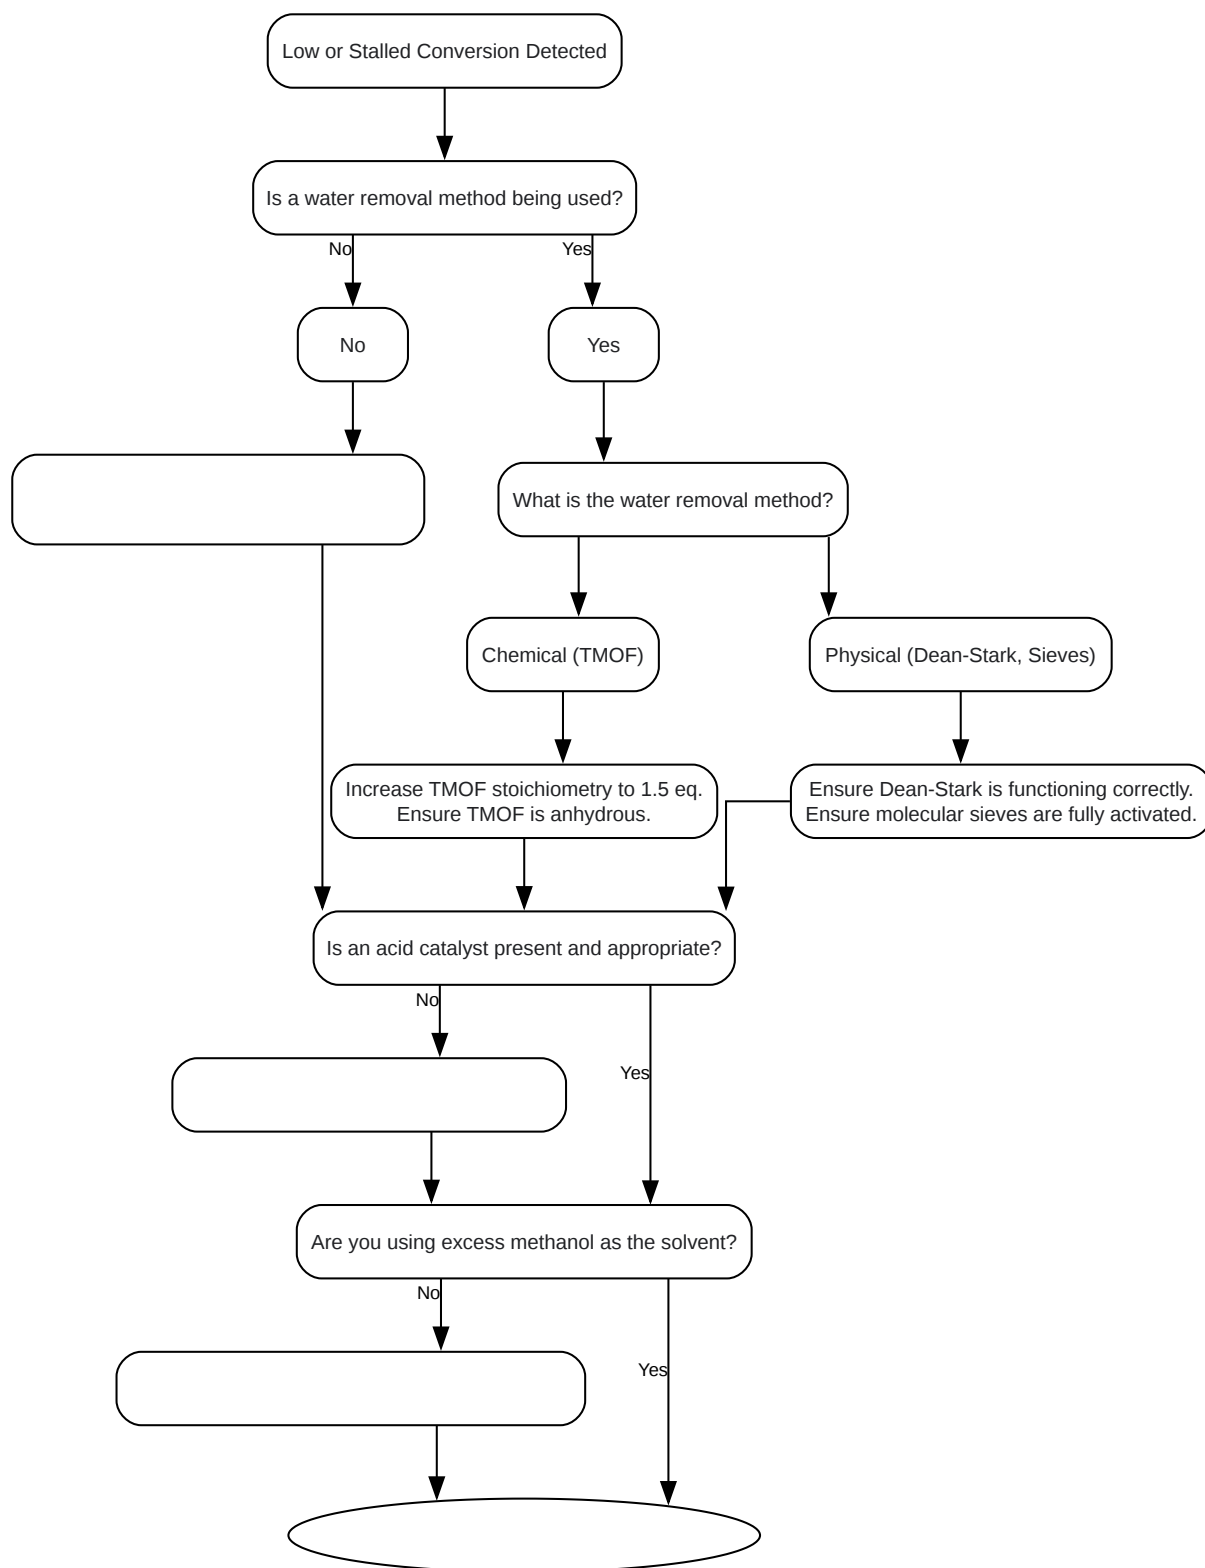 Low or Stalled Conversion Detected
Is a water removal method being used?
No
Yes
No
Yes
What is the water removal method?
Chemical (TMOF)
Physical (Dean-Stark, Sieves)
Increase TMOF stoichiometry to 1.5 eq.
Ensure TMOF is anhydrous.
Ensure Dean-Stark is functioning correctly.
Ensure molecular sieves are fully activated.
Is an acid catalyst present and appropriate?
No
Yes
Are you using excess methanol as the solvent?
No
Yes